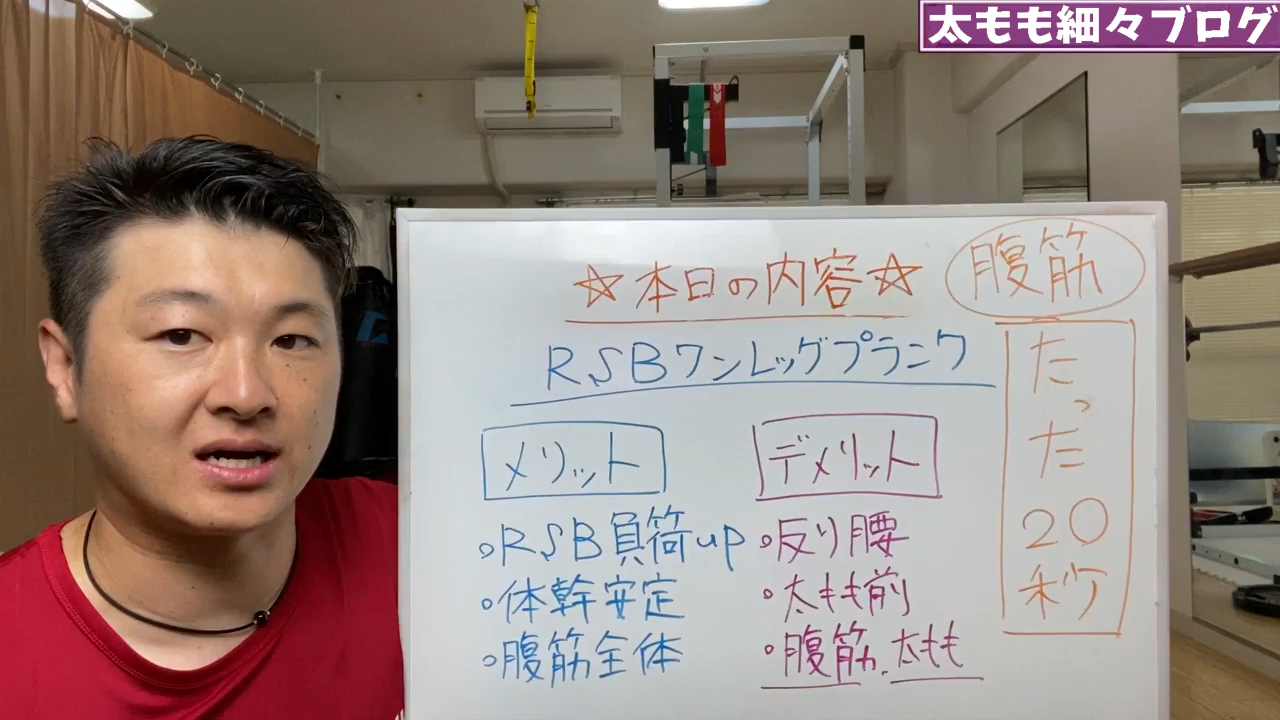 太もも細々ブログ
☆本日の内容☆
腹筋
RSBワンレッグプランク
たった20秒
メリット
・RSB負荷up
・体幹安定
・腹筋全体
デメリット
・反り腰
・太もも前
・腹筋、太もも